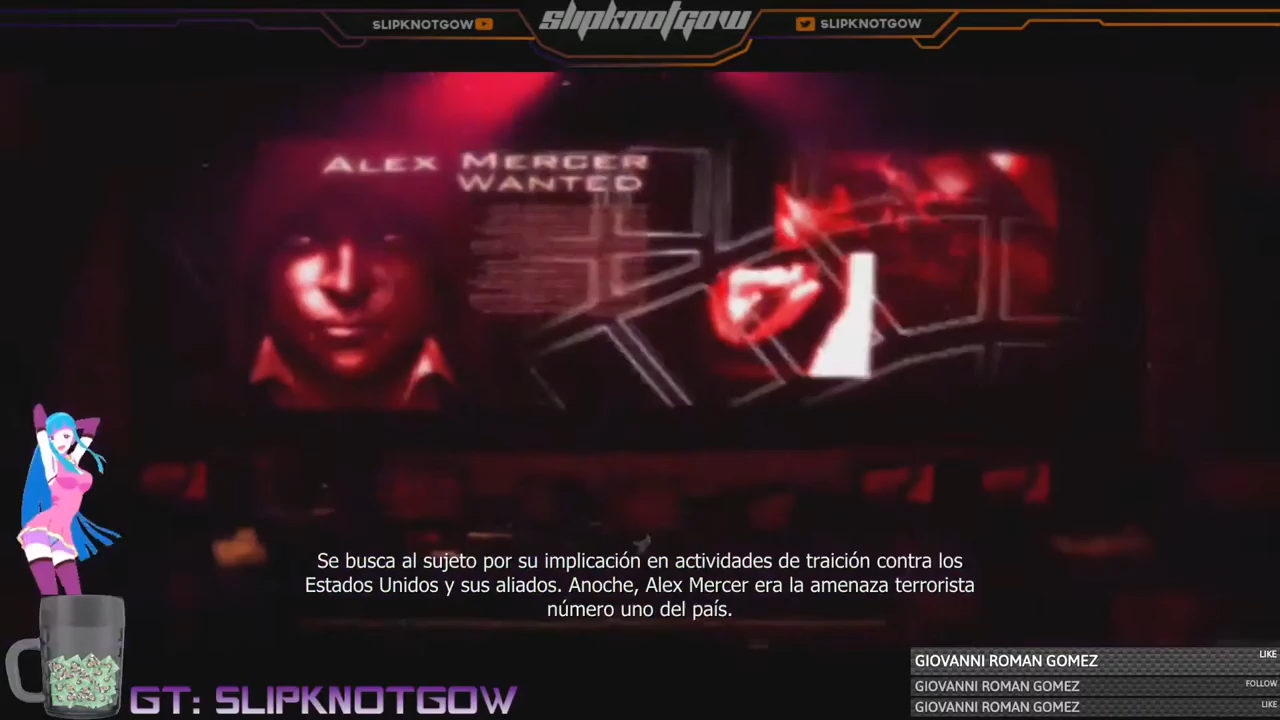 SLIPKNOTGOW
slipknotgow
SLIPKNOTGOW
ALEX MERCER
WANTED
Se busca al sujeto por su implicación en actividades de traición contra los
Estados Unidos y sus aliados. Anoche, Alex Mercer era la amenaza terrorista
número uno del país.
GT: SLIPKNOTGOW
GIOVANNI ROMAN GOMEZ LIKE
GIOVANNI ROMAN GOMEZ FOLLOW
GIOVANNI ROMAN GOMEZ LIKE